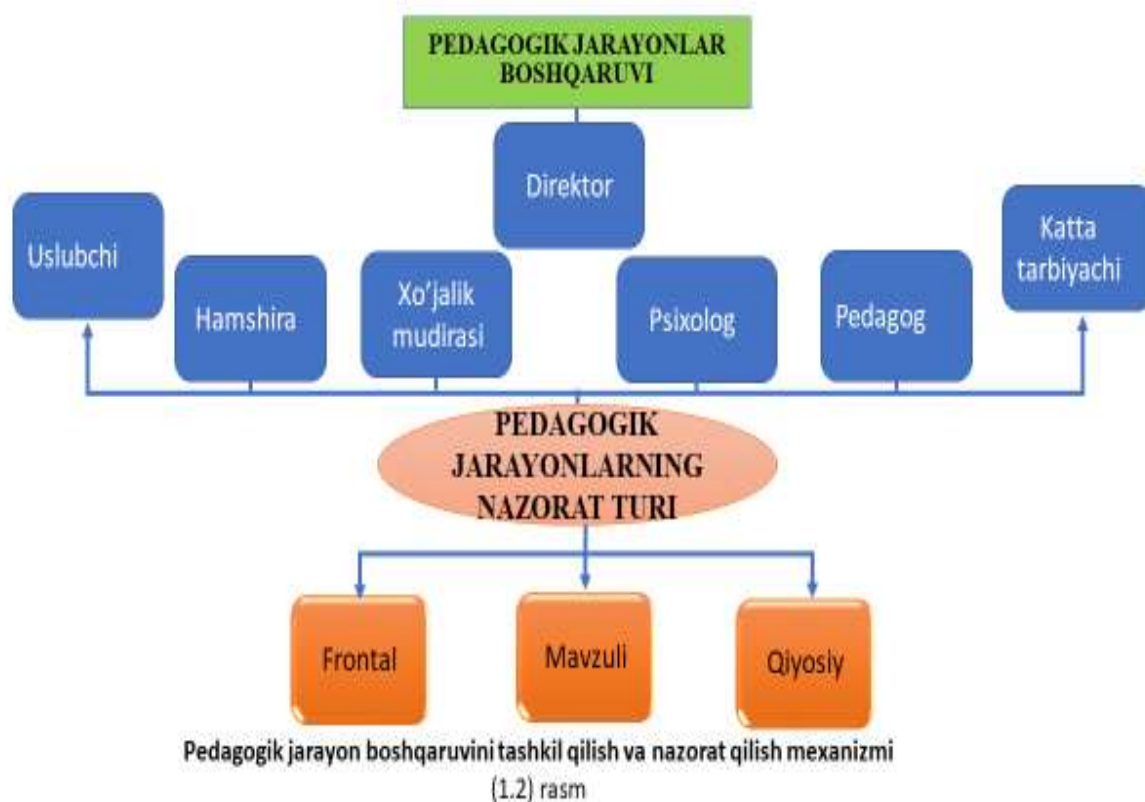 PEDAGOGIK JARAYONLAR
BOSHQARUVI
Direktor
Uslubchi
Hamshira
Xo'jalik
mudirasi
Psixolog
Pedagog
Katta
tarbiyachi
PEDAGOGIK
JARAYONLARNING
NAZORAT TURI
Frontal
Mavzuli
Qiyosiy
Pedagogik jarayon boshqaruvini tashkil qilish va nazorat qilish mexanizmi
(1.2) rasm